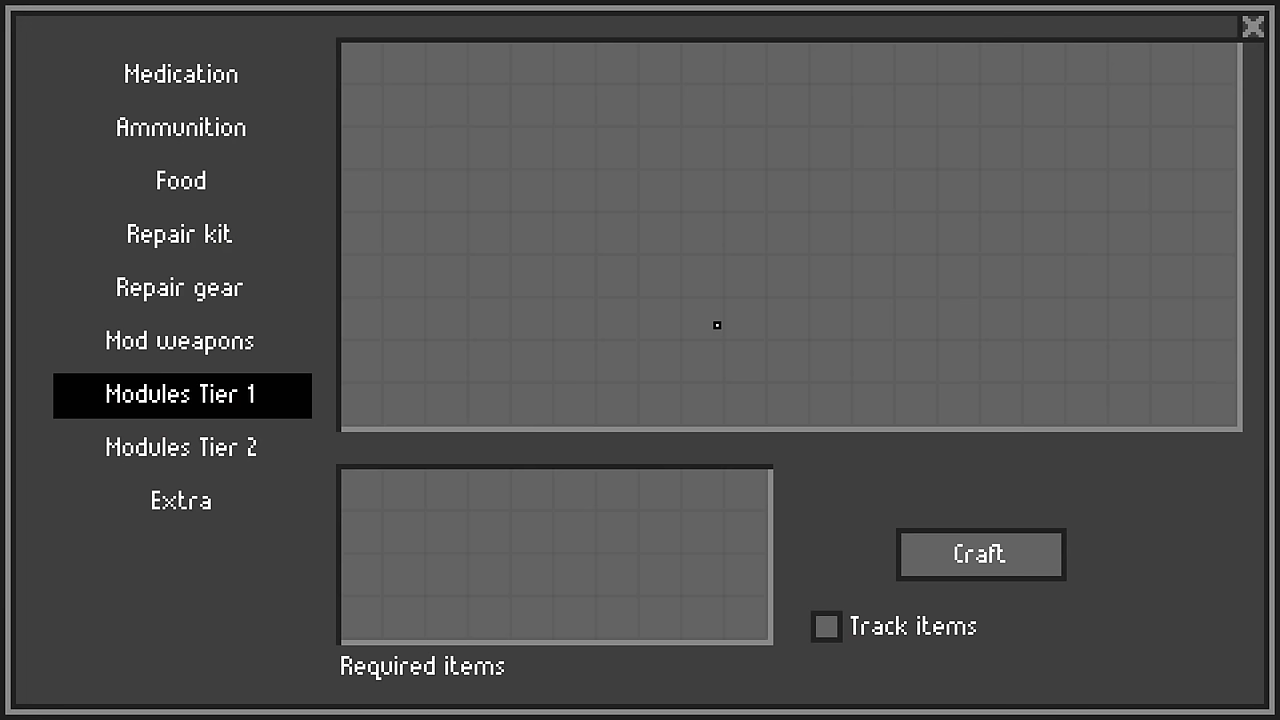 Medication
Ammunition
Food
Repair kit
Repair gear
Mod weapons
Modules Tier 1
Modules Tier 2
Extra
Craft
Track items
Required items